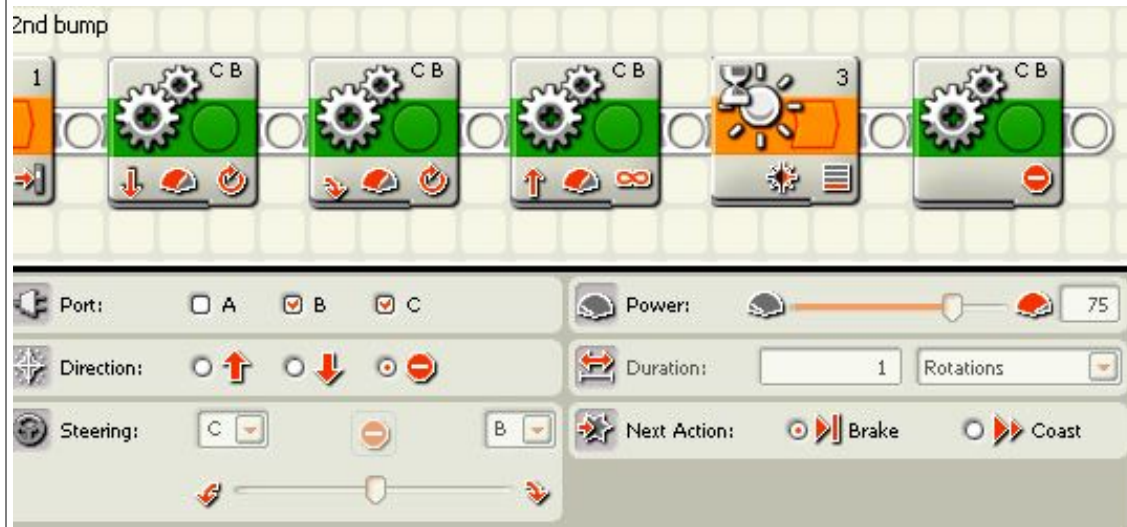 2nd bump
1
C B
C B
C B
3
C B
Port:
A
B
C
Power:
75
Direction:
Duration:
1
Rotations
Steering:
C
B
Next Action:
Brake
Coast